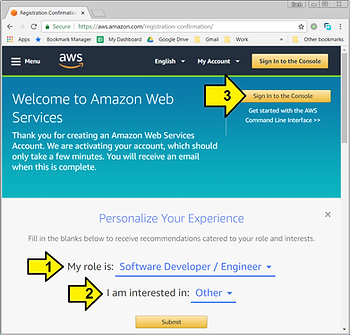 Registration Confirmation
Secure https://aws.amazon.com/registration-confirmation/
Apps Bookmark Manager My Dashboard Google Drive Gmail Work Other bookmarks
Menu aws English My Account Sign In to the Console
Welcome to Amazon Web
Services
Thank you for creating an Amazon Web Services
Account. We are activating your account, which should
only take a few minutes. You will receive an email
when this is complete.
3 Sign In to the Console
Get started with the AWS
Command Line Interface >>
Personalize Your Experience
Fill in the blanks below to receive recommendations catered to your role and interests.
1 My role is: Software Developer / Engineer
2 I am interested in: Other
Submit